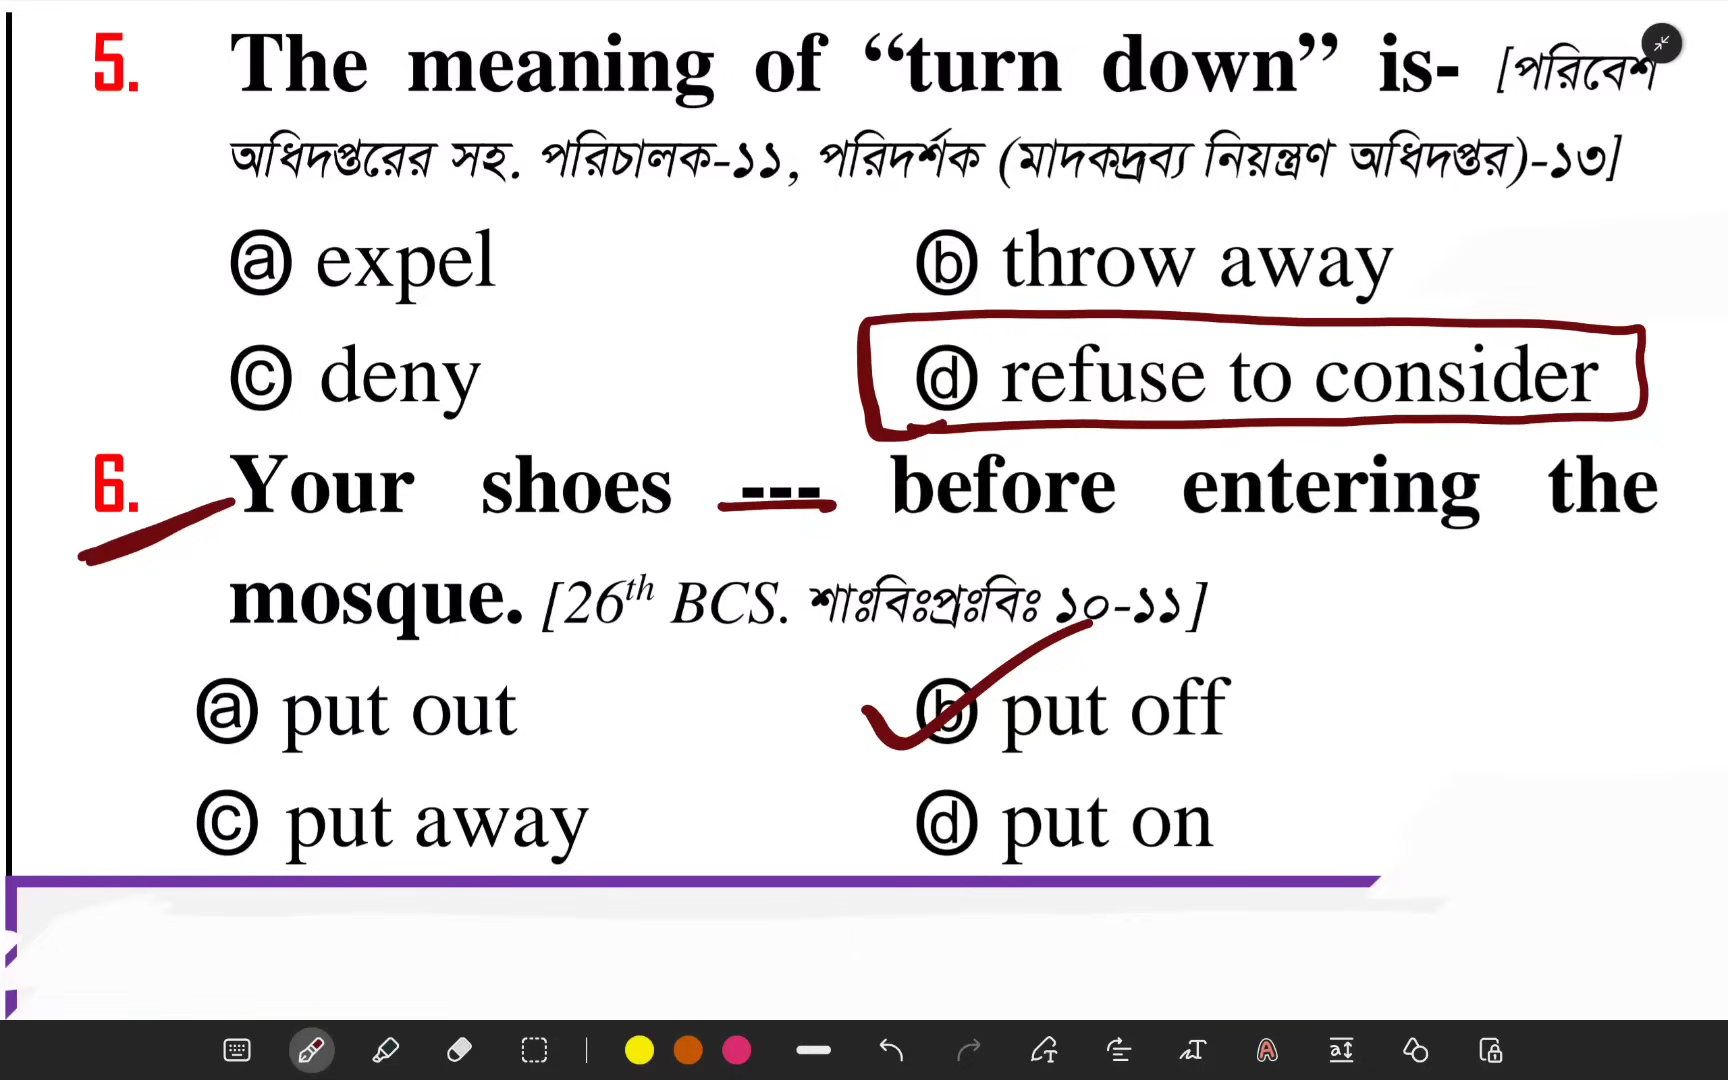 5. The meaning of “turn down” is- [পরিবেশ
অধিদপ্তরের সহ. পরিচালক-১১, পরিদর্শক (মাদকদ্রব্য নিয়ন্ত্রণ অধিদপ্তর)-১৩]
ⓐ expel ⓑ throw away
ⓒ deny ⓓ refuse to consider
6. Your shoes --- before entering the
mosque. [26th BCS. শাঃবিঃপ্রঃবিঃ ১০-১১]
ⓐ put out ⓑ put off
ⓒ put away ⓓ put on